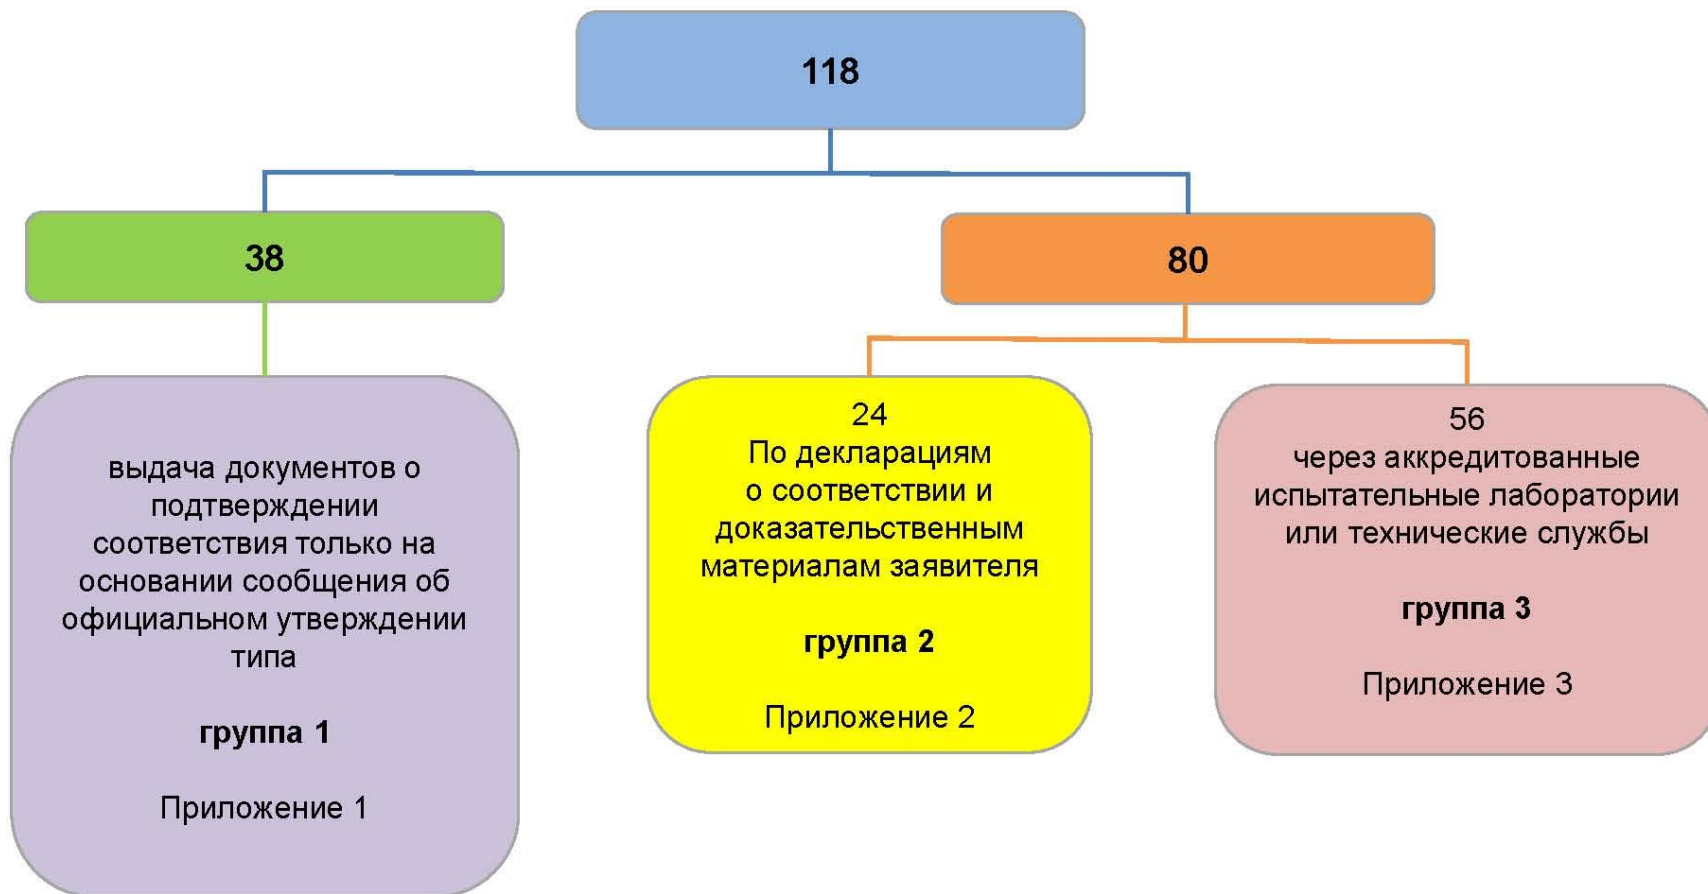 118
38
80
выдача документов о
подтверждении
соответствия только на
основании сообщения об
официальном утверждении
типа
группа 1
Приложение 1
24
По декларациям
о соответствии и
доказательственным
материалам заявителя
группа 2
Приложение 2
56
через аккредитованные
испытательные лаборатории
или технические службы
группа 3
Приложение 3